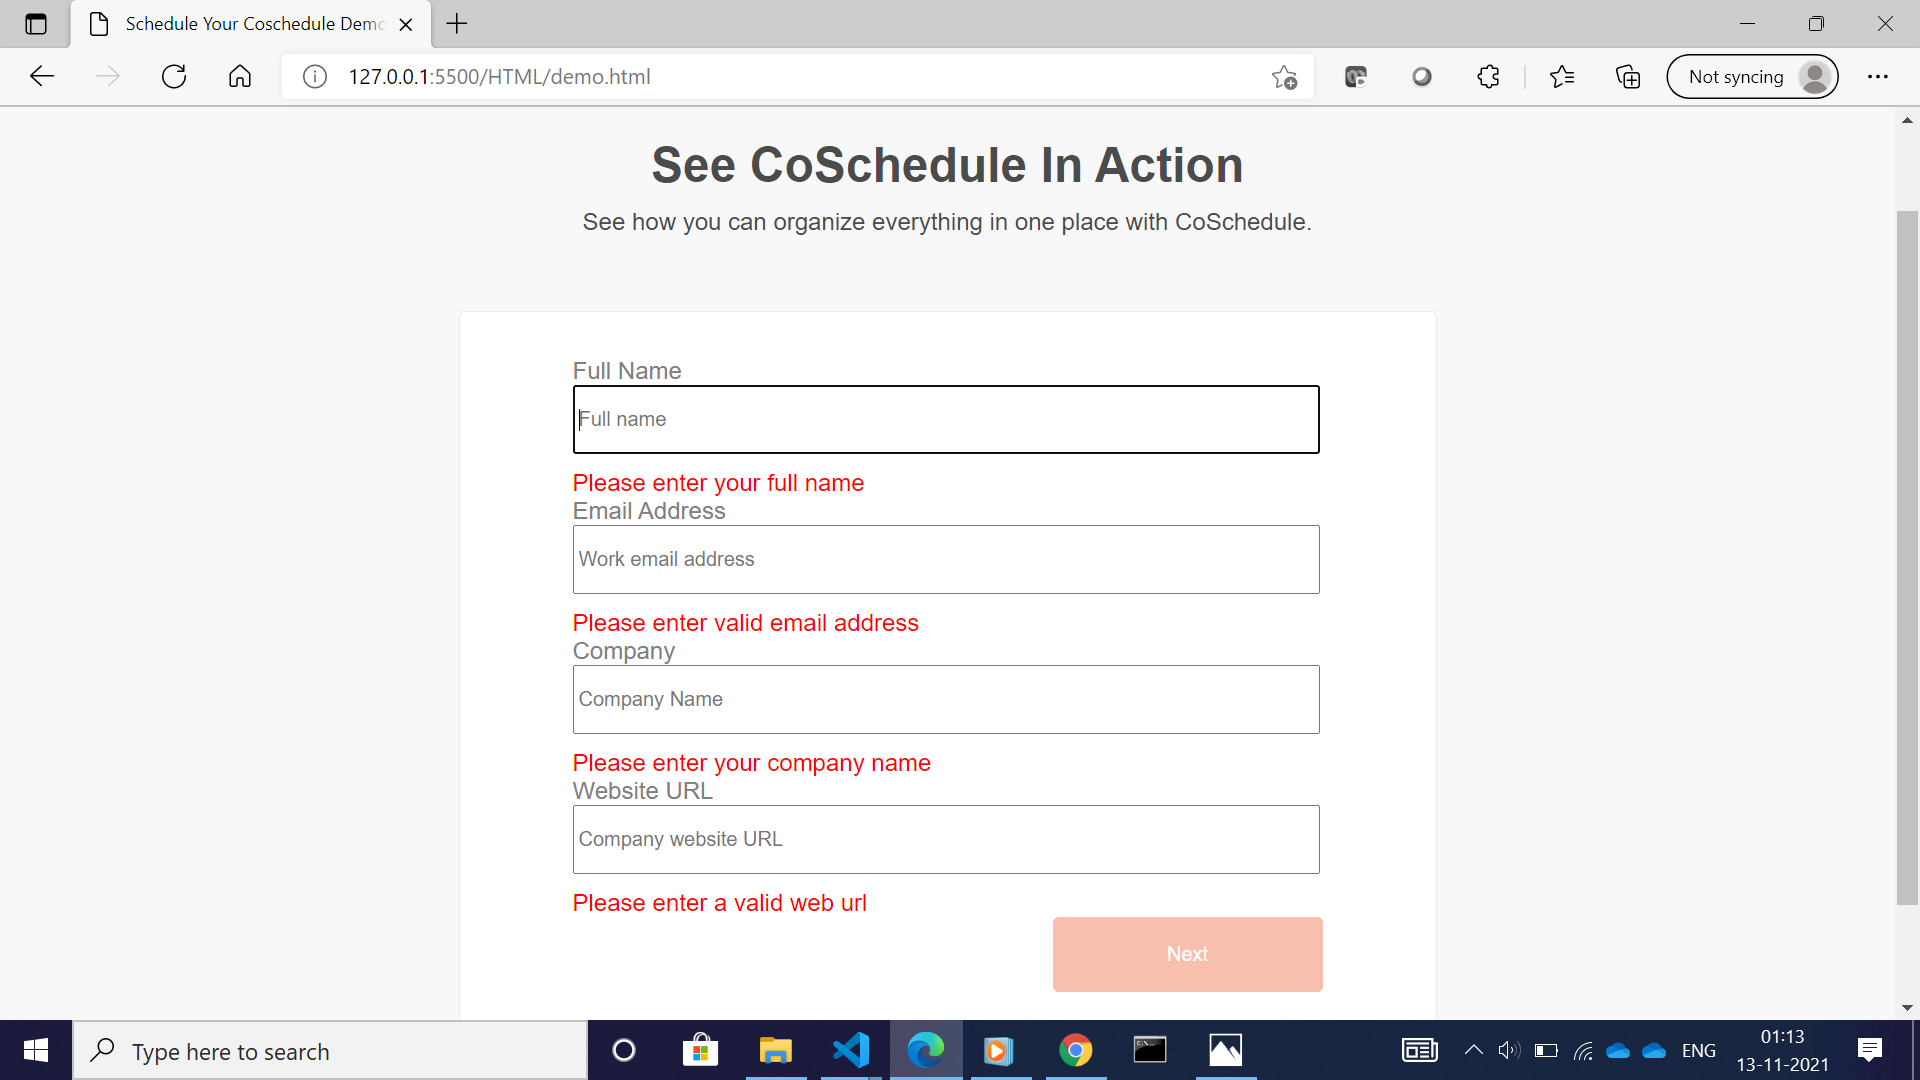 Schedule Your Coschedule Demo
127.0.0.1:5500/HTML/demo.html
Not syncing
See CoSchedule In Action
See how you can organize everything in one place with CoSchedule.
Full Name
Full name
Please enter your full name
Email Address
Work email address
Please enter valid email address
Company
Company Name
Please enter your company name
Website URL
Company website URL
Please enter a valid web url
Next
Type here to search
ENG
01:13
13-11-2021